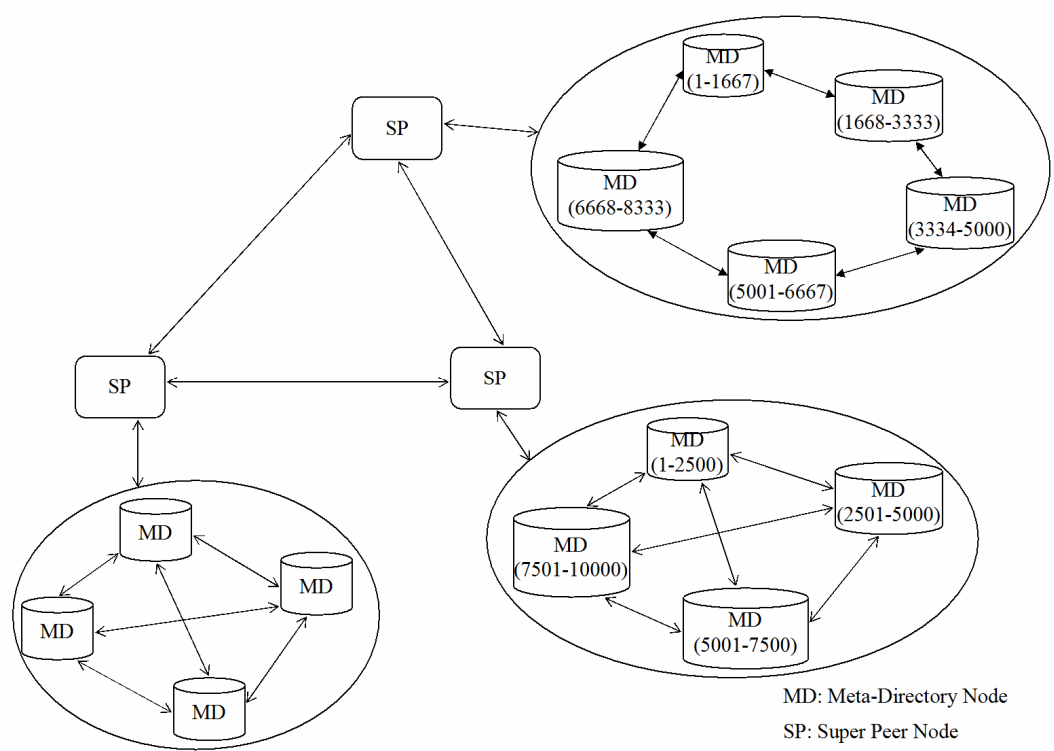 MD
(1-1667)
MD
(1668-3333)
SP
MD
(6668-8333)
MD
(3334-5000)
MD
(5001-6667)
SP
SP
MD
(1-2500)
MD
(2501-5000)
MD
(7501-10000)
MD
(5001-7500)
MD
MD
MD
MD
MD: Meta-Directory Node
SP: Super Peer Node